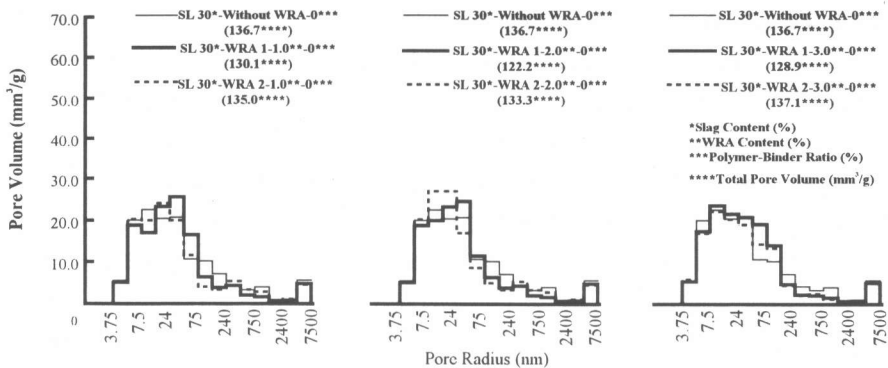 Pore Volume (mm³/g)
70.0
60.0
50.0
40.0
30.0
20.0
10.0
0
SL 30*-Without WRA-0***
(136.7****)
SL 30*-WRA 1-1.0**-0***
(130.1****)
SL 30*-WRA 2-1.0**-0***
(135.0****)
3.75
7.5
24
75
240
750
2400
7500
SL 30*-Without WRA-0***
(136.7****)
SL 30*-WRA 1-2.0**-0***
(122.2****)
SL 30*-WRA 2-2.0**-0***
(133.3****)
3.75
7.5
24
75
240
750
2400
7500
SL 30*-Without WRA-0***
(136.7****)
SL 30*-WRA 1-3.0**-0***
(128.9****)
SL 30*-WRA 2-3.0**-0***
(137.1****)
*Slag Content (%)
**WRA Content (%)
***Polymer-Binder Ratio (%)
****Total Pore Volume (mm³/g)
3.75
7.5
24
75
240
750
2400
7500
Pore Radius (nm)